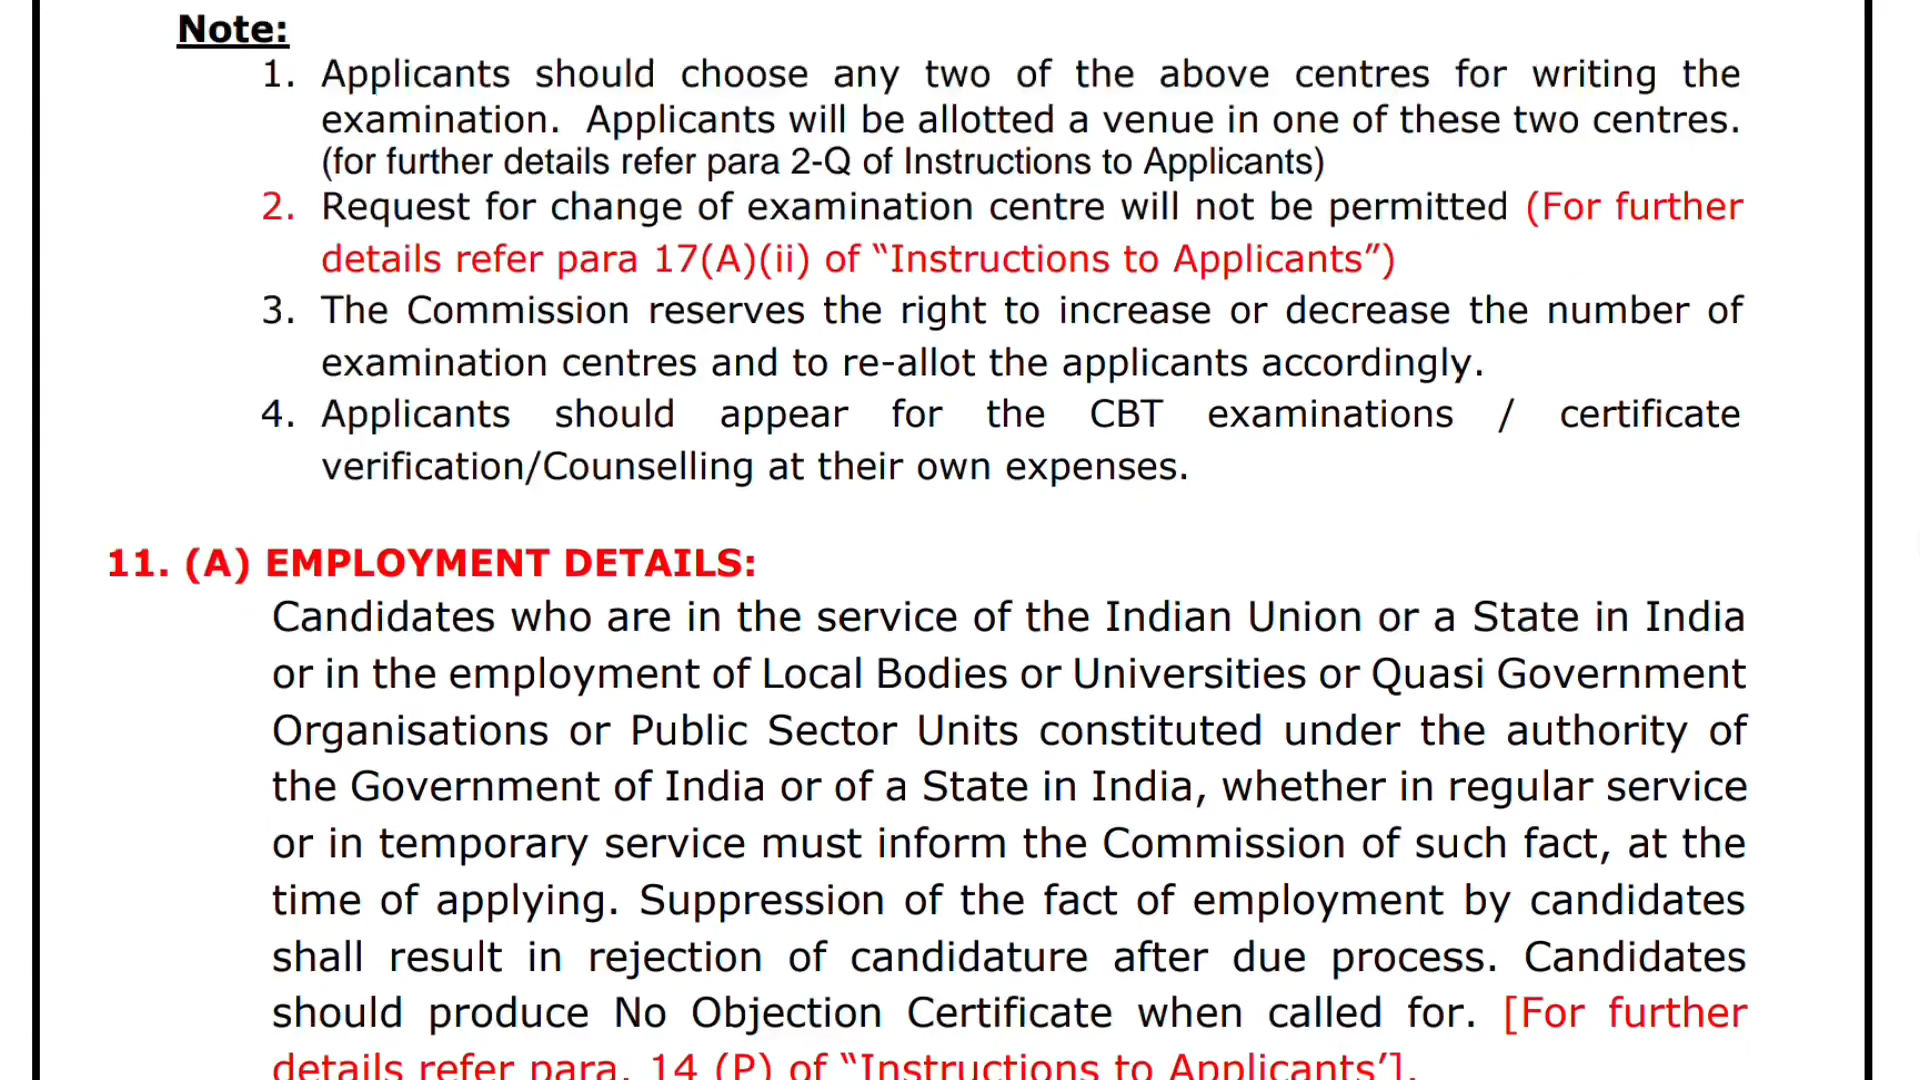 Note:
1. Applicants should choose any two of the above centres for writing the
examination. Applicants will be allotted a venue in one of these two centres.
(for further details refer para 2-Q of Instructions to Applicants)
2. Request for change of examination centre will not be permitted (For further
details refer para 17(A)(ii) of “Instructions to Applicants”)
3. The Commission reserves the right to increase or decrease the number of
examination centres and to re-allot the applicants accordingly.
4. Applicants should appear for the CBT examinations / certificate
verification/Counselling at their own expenses.
11. (A) EMPLOYMENT DETAILS:
Candidates who are in the service of the Indian Union or a State in India
or in the employment of Local Bodies or Universities or Quasi Government
Organisations or Public Sector Units constituted under the authority of
the Government of India or of a State in India, whether in regular service
or in temporary service must inform the Commission of such fact, at the
time of applying. Suppression of the fact of employment by candidates
shall result in rejection of candidature after due process. Candidates
should produce No Objection Certificate when called for. [For further
details refer para. 14 (P) of “Instructions to Applicants’].